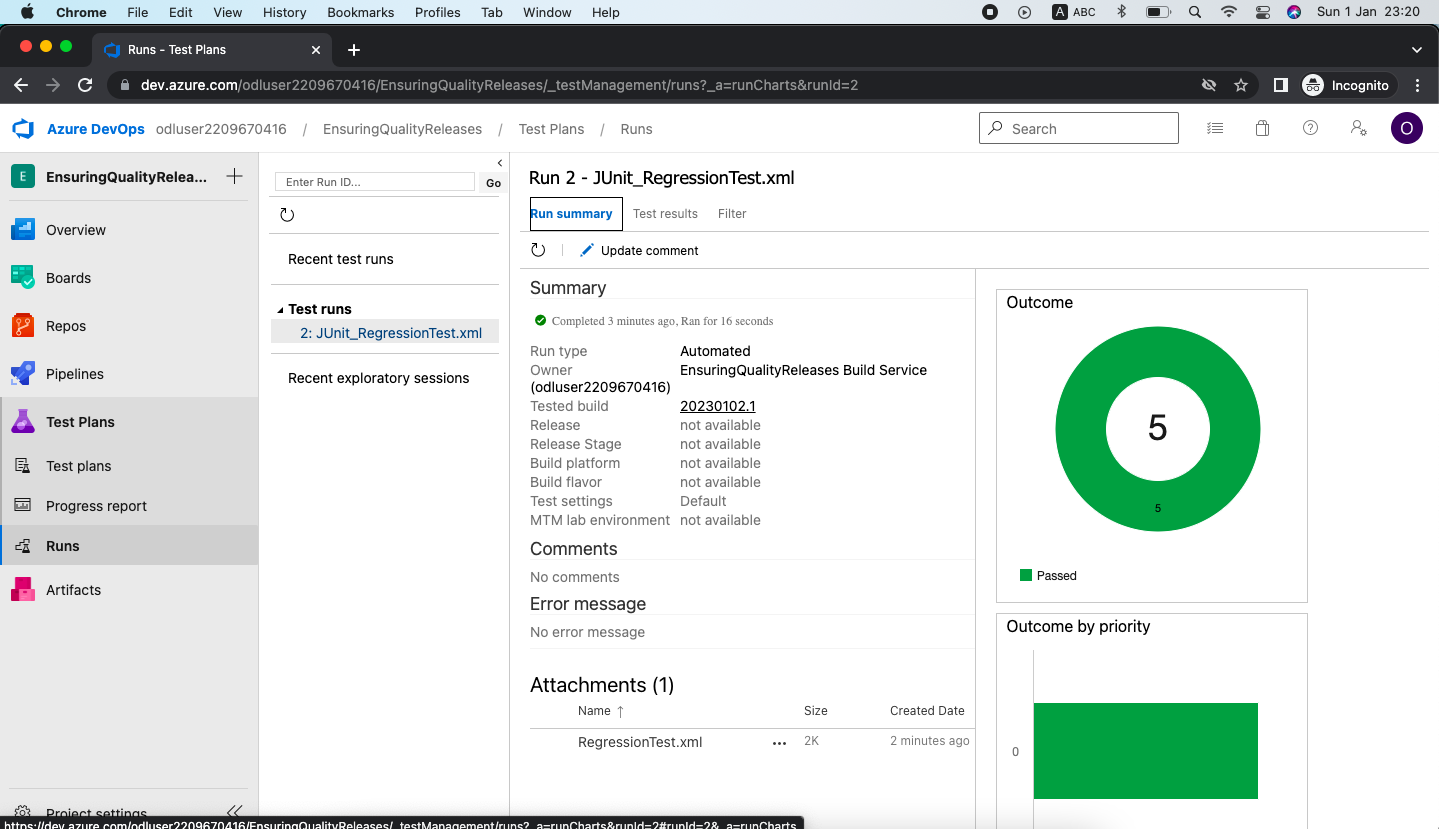 Chrome File Edit View History Bookmarks Profiles Tab Window Help A ABC Sun 1 Jan 23:20
Runs - Test Plans
dev.azure.com/odluser2209670416/EnsuringQualityReleases/_testManagement/runs?_a=runCharts&runId=2 Incognito
Azure DevOps odluser2209670416 / EnsuringQualityReleases / Test Plans / Runs Search O
E EnsuringQualityRelea...
Overview
Boards
Repos
Pipelines
Test Plans
Test plans
Progress report
Runs
Artifacts
Project settings
Enter Run ID... Go
Recent test runs
Test runs
2: JUnit_RegressionTest.xml
Recent exploratory sessions
Run 2 - JUnit_RegressionTest.xml
Run summary Test results Filter
Update comment
Summary
Completed 3 minutes ago, Ran for 16 seconds
Run type Automated
Owner EnsuringQualityReleases Build Service
(odluser2209670416)
Tested build 20230102.1
Release not available
Release Stage not available
Build platform not available
Build flavor not available
Test settings Default
MTM lab environment not available
Comments
No comments
Error message
No error message
Attachments (1)
Name ↑ Size Created Date
RegressionTest.xml ... 2K 2 minutes ago
Outcome
5
5
Passed
Outcome by priority
0
https://dev.azure.com/odluser2209670416/EnsuringQualityReleases/_testManagement/runs?_a=runCharts&runId=2#runId=2&_a=runCharts